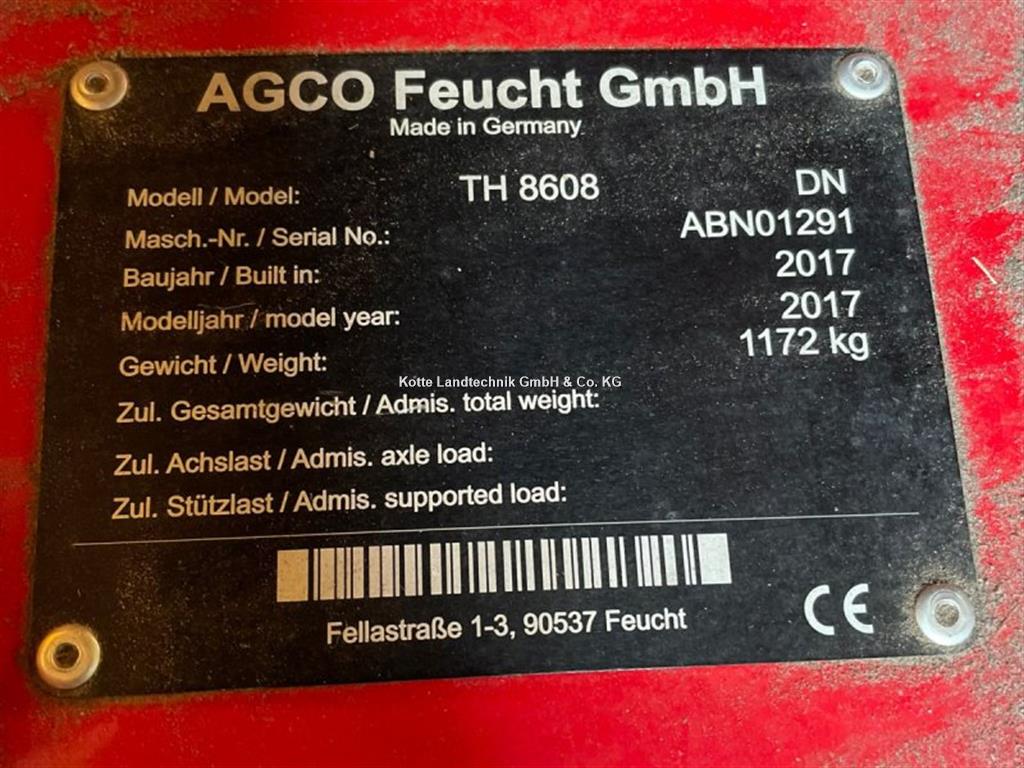 AGCO Feucht GmbH
Made in Germany
Modell / Model: TH 8608 DN
Masch.-Nr. / Serial No.: ABN01291
Baujahr / Built in: 2017
Modelljahr / model year: 2017
Gewicht / Weight: 1172 kg
Kotte Landtechnik GmbH & Co. KG
Zul. Gesamtgewicht / Admis. total weight:
Zul. Achslast / Admis. axle load:
Zul. Stützlast / Admis. supported load:
Fellastraße 1-3, 90537 Feucht
CE